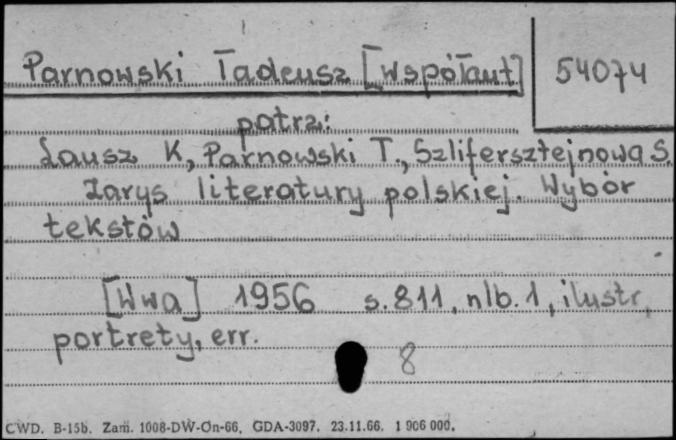 Parnowski Tadeusz [Współaut] 54074
patrz:
Lausz K, Parnowski T., Szlifersztejnowa S.
Zarys literatury polskiej. Wybór
tekstów
[Wwa] 1956 s. 811, nlb. 1, ilustr,
portrety, err.
8
CWD. B-15b. Zam. 1008-DW-On-66. GDA-3097. 23.11.66. 1 906 000.